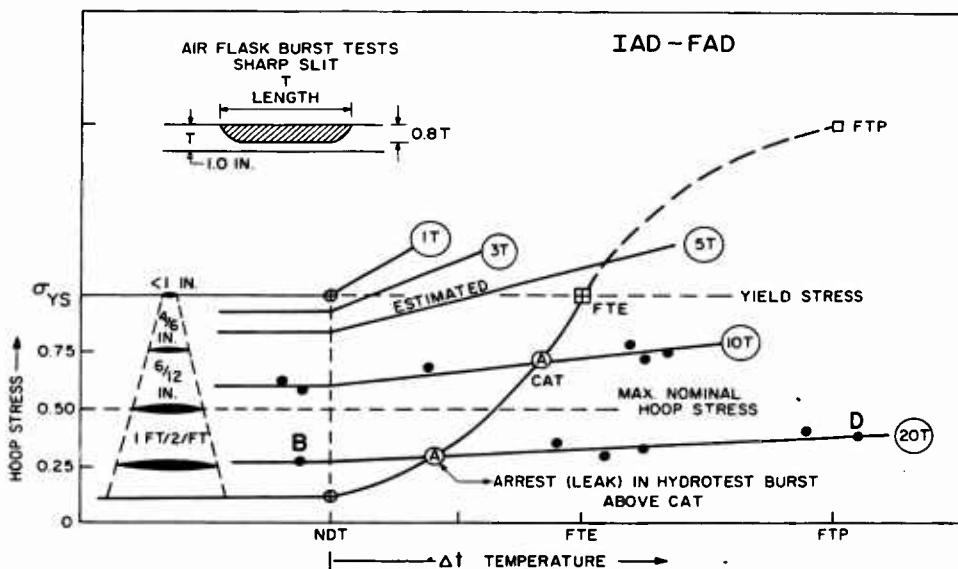 IAD-FAD
AIR FLASK BURST TESTS
SHARP SLIT
T
LENGTH
T
0.8T
1.0 IN.
FTP
1T
3T
5T
ESTIMATED
σYS
<1 IN.
YIELD STRESS
FTE
4/6
IN.
0.75
A
CAT
10T
6/12
IN.
MAX. NOMINAL
HOOP STRESS
0.50
1 FT/2/FT
B
D
20T
0.25
A
ARREST (LEAK) IN HYDROTEST BURST
ABOVE CAT
0
HOOP STRESS
NDT
FTE
FTP
Δt TEMPERATURE